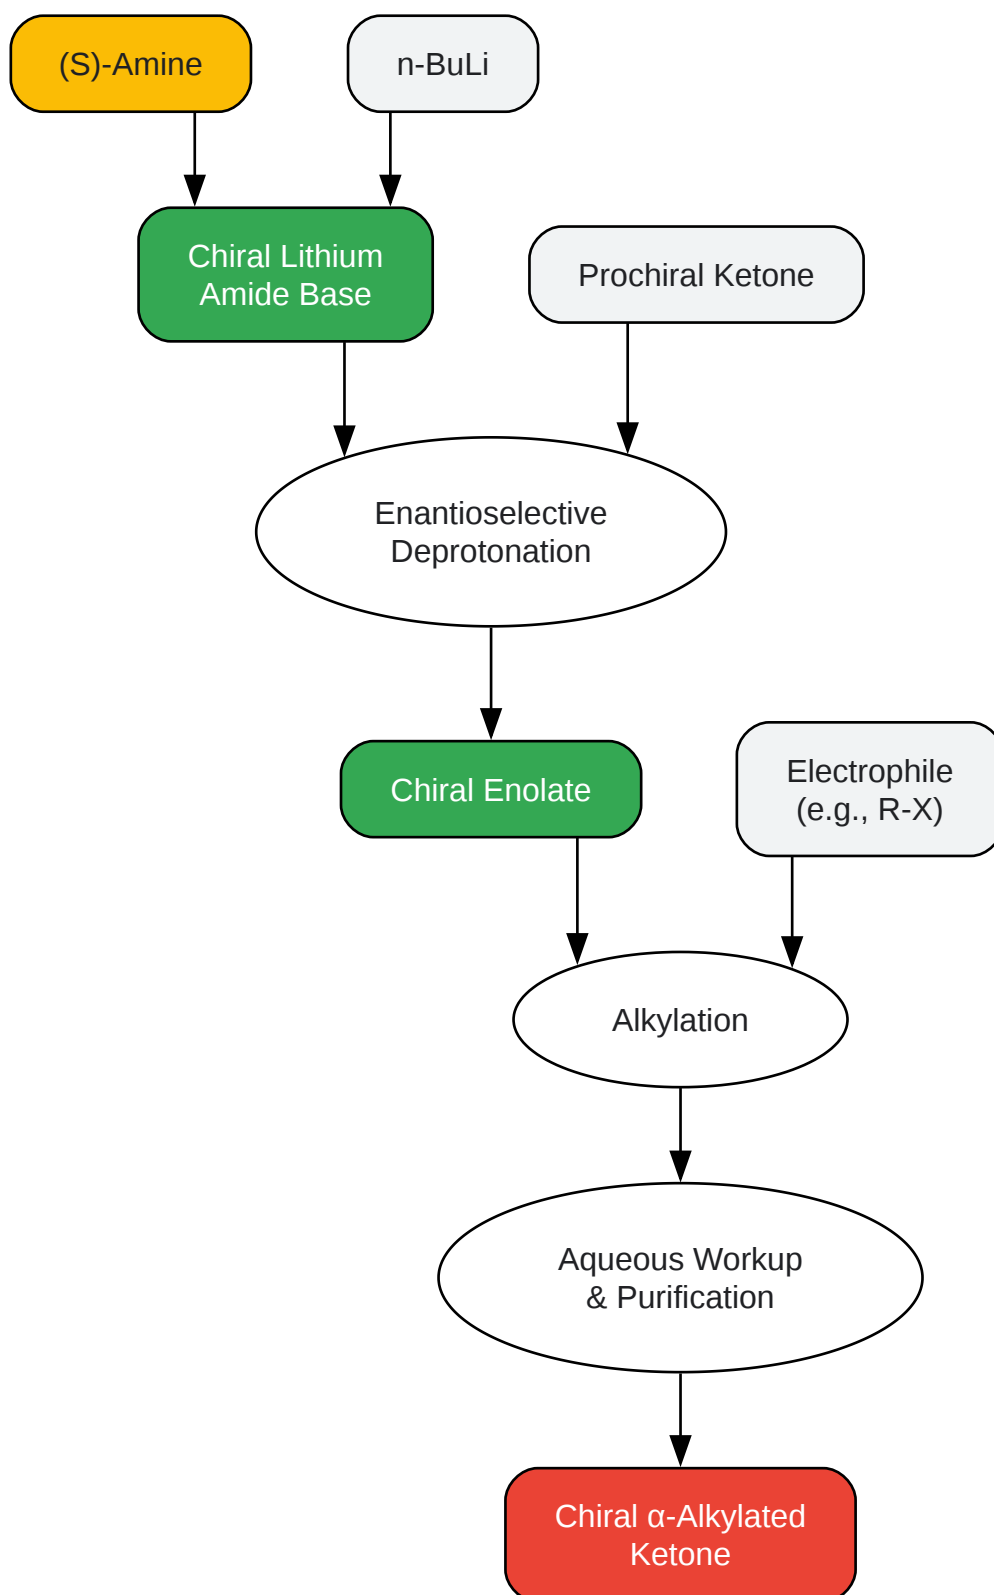 (S)-Amine
n-BuLi
Chiral Lithium
Amide Base
Prochiral Ketone
Enantioselective
Deprotonation
Chiral Enolate
Electrophile
(e.g., R-X)
Alkylation
Aqueous Workup
& Purification
Chiral α-Alkylated
Ketone